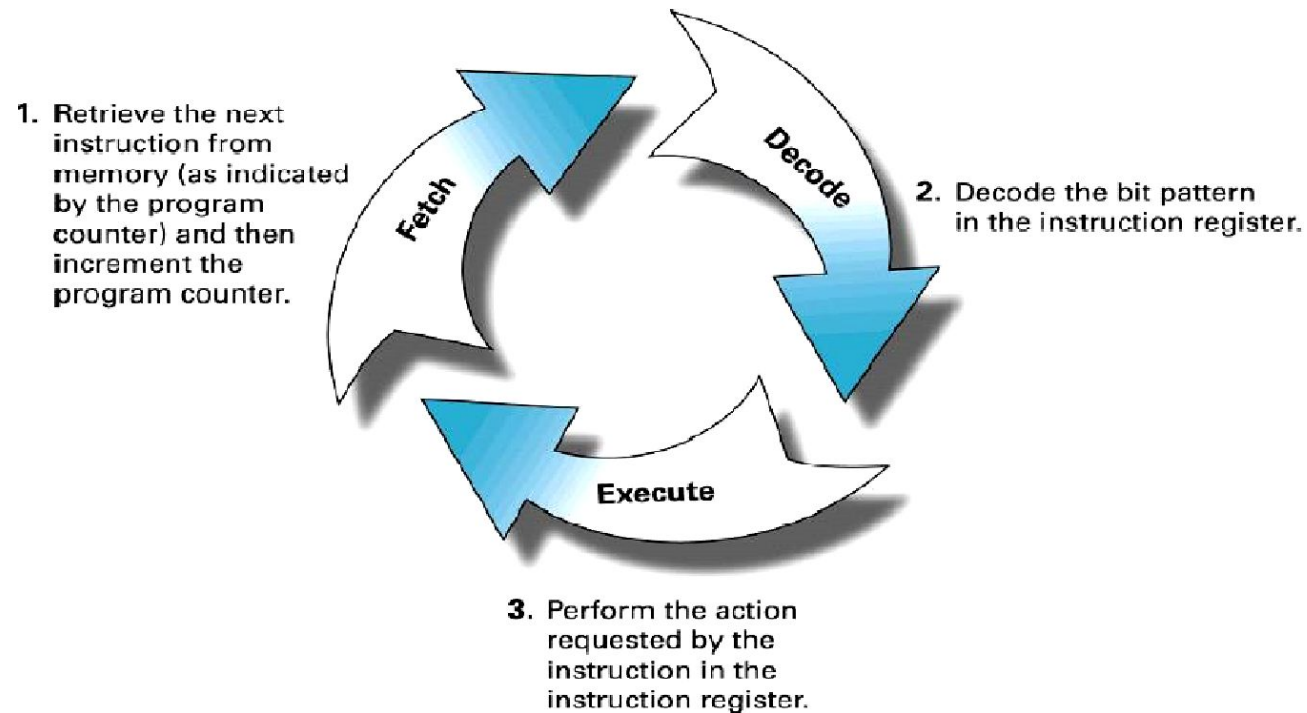 1. Retrieve the next
instruction from
memory (as indicated
by the program
counter) and then
increment the
program counter.
Fetch
Decode
2. Decode the bit pattern
in the instruction register.
Execute
3. Perform the action
requested by the
instruction in the
instruction register.